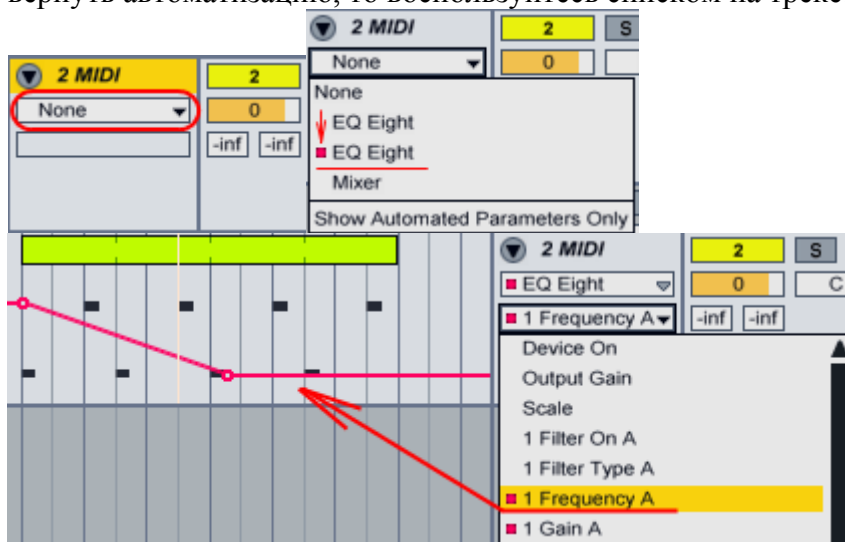 вернуть автоматизацию, то воспользуйтесь списком на треке
2 MIDI
2
S
None
0
None
EQ Eight
EQ Eight
Mixer
Show Automated Parameters Only
2 MIDI
2
None
0
-inf -inf
2 MIDI
2
S
EQ Eight
0
C
1 Frequency A
-inf -inf
Device On
Output Gain
Scale
1 Filter On A
1 Filter Type A
1 Frequency A
1 Gain A